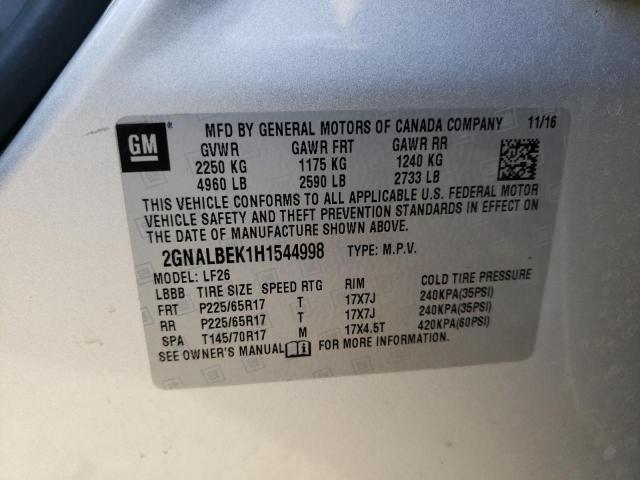 GM
MFD BY GENERAL MOTORS OF CANADA COMPANY 11/16
GVWR GAWR FRT GAWR RR
2250 KG 1175 KG 1240 KG
4960 LB 2590 LB 2733 LB
THIS VEHICLE CONFORMS TO ALL APPLICABLE U.S. FEDERAL MOTOR
VEHICLE SAFETY AND THEFT PREVENTION STANDARDS IN EFFECT ON
THE DATE OF MANUFACTURE SHOWN ABOVE.
2GNALBEK1H1544998 TYPE: M.P.V.
MODEL: LF26
LBBB TIRE SIZE SPEED RTG RIM COLD TIRE PRESSURE
FRT P225/65R17 T 17X7J 240KPA(35PSI)
RR P225/65R17 T 17X7J 240KPA(35PSI)
SPA T145/70R17 M 17X4.5T 420KPA(60PSI)
SEE OWNER'S MANUAL FOR MORE INFORMATION.